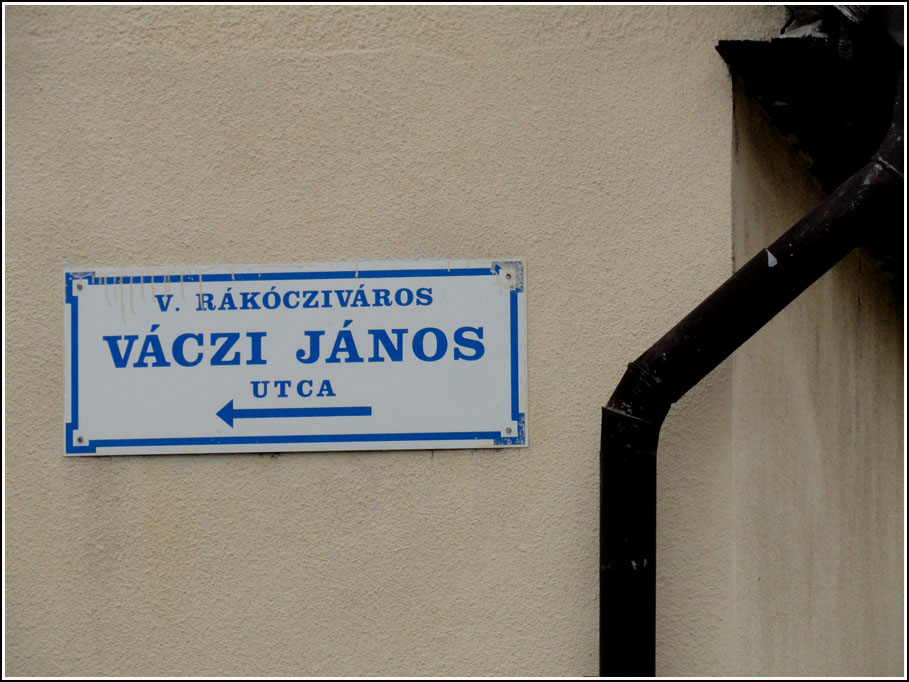 V. RÁKÓCZIVÁROS
VÁCZI JÁNOS
UTCA